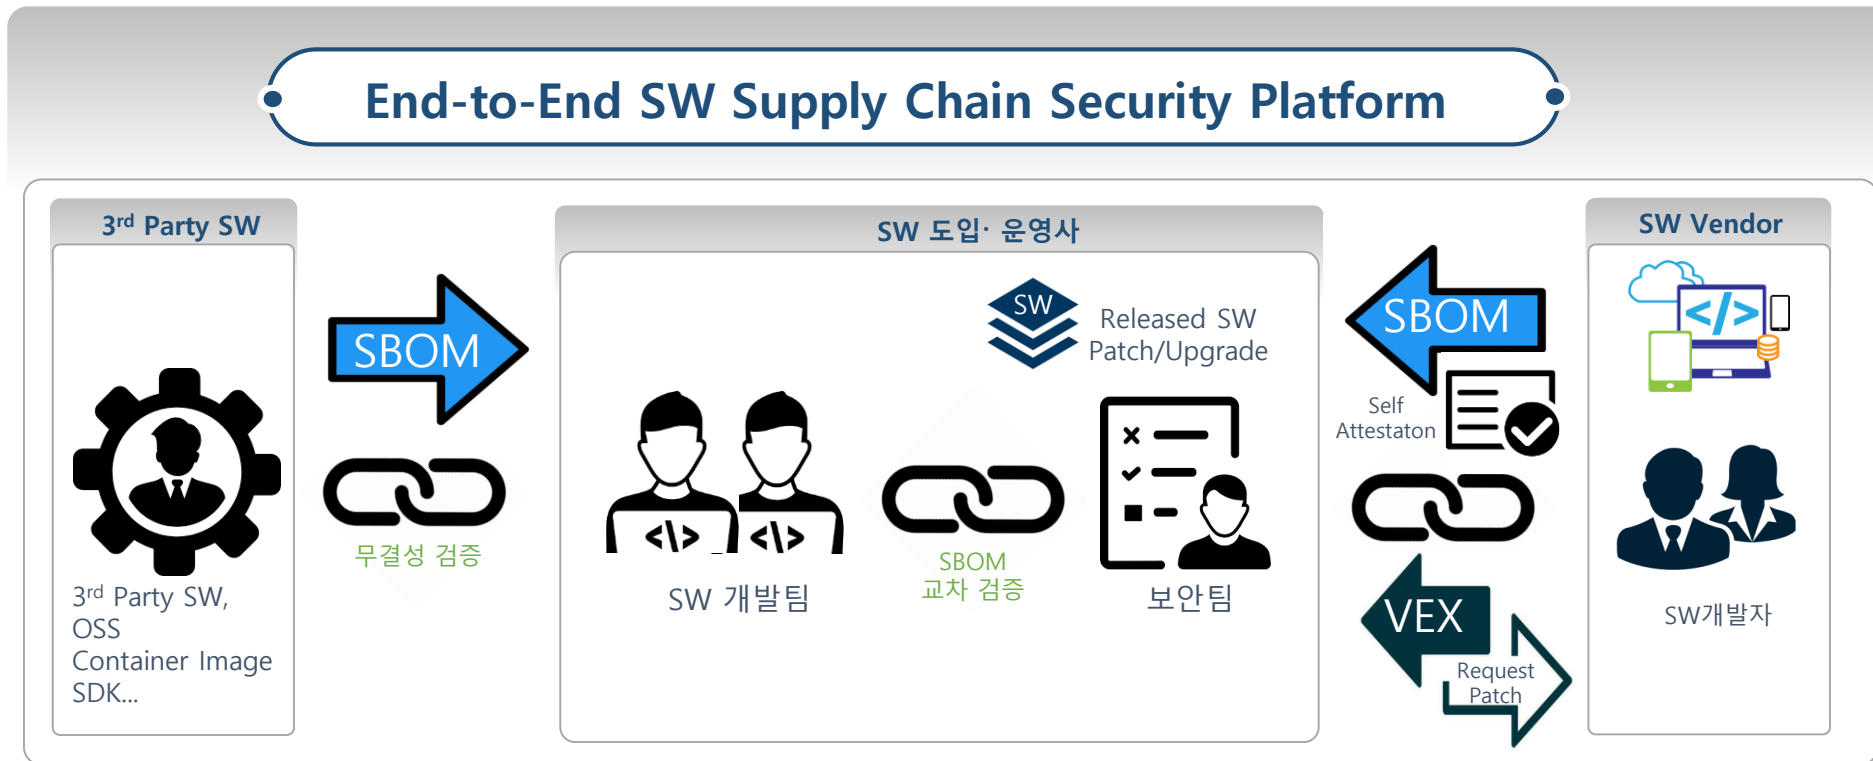 End-to-End SW Supply Chain Security Platform
3rd Party SW
SBOM
무결성 검증
3rd Party SW,
OSS
Container Image
SDK...
SW 도입· 운영사
SW
Released SW
Patch/Upgrade
</>
</>
SW 개발팀
SBOM
교차 검증
보안팀
SBOM
Self
Attestaton
VEX
Request
Patch
SW Vendor
</>
SW개발자